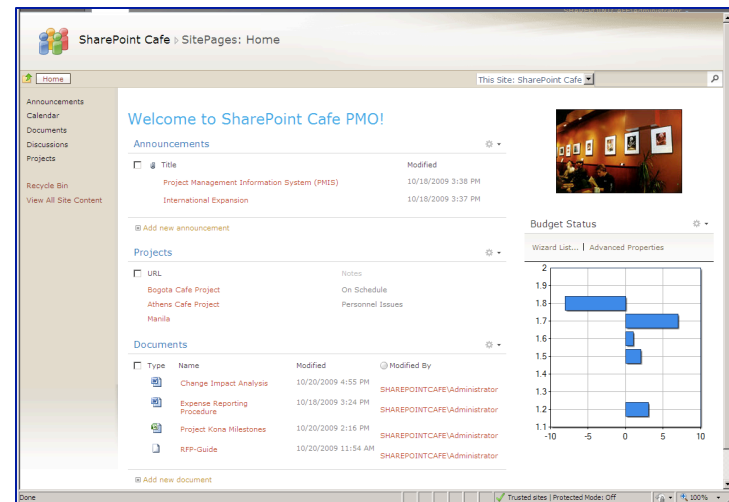 SharePoint Cafe ▹ SitePages: Home
Home
This Site: SharePoint Cafe
Announcements
Calendar
Documents
Discussions
Projects
Recycle Bin
View All Site Content
Welcome to SharePoint Cafe PMO!
Announcements
Title Modified
Project Management Information System (PMIS) 10/18/2009 3:38 PM
International Expansion 10/18/2009 3:37 PM
Add new announcement
Projects
URL Notes
Bogota Cafe Project On Schedule
Athens Cafe Project Personnel Issues
Manila
Documents
Type Name Modified Modified By
Change Impact Analysis 10/20/2009 4:55 PM SHAREPOINTCAFE\Administrator
Expense Reporting
Procedure 10/18/2009 3:24 PM SHAREPOINTCAFE\Administrator
Project Kona Milestones 10/20/2009 2:16 PM SHAREPOINTCAFE\Administrator
RFP-Guide 10/20/2009 11:54 AM SHAREPOINTCAFE\Administrator
Add new document
Budget Status
Wizard List... | Advanced Properties
2
1.9
1.8
1.7
1.6
1.5
1.4
1.3
1.2
1.1
-10 -5 0 5 10
Done
Trusted sites | Protected Mode: Off
100%